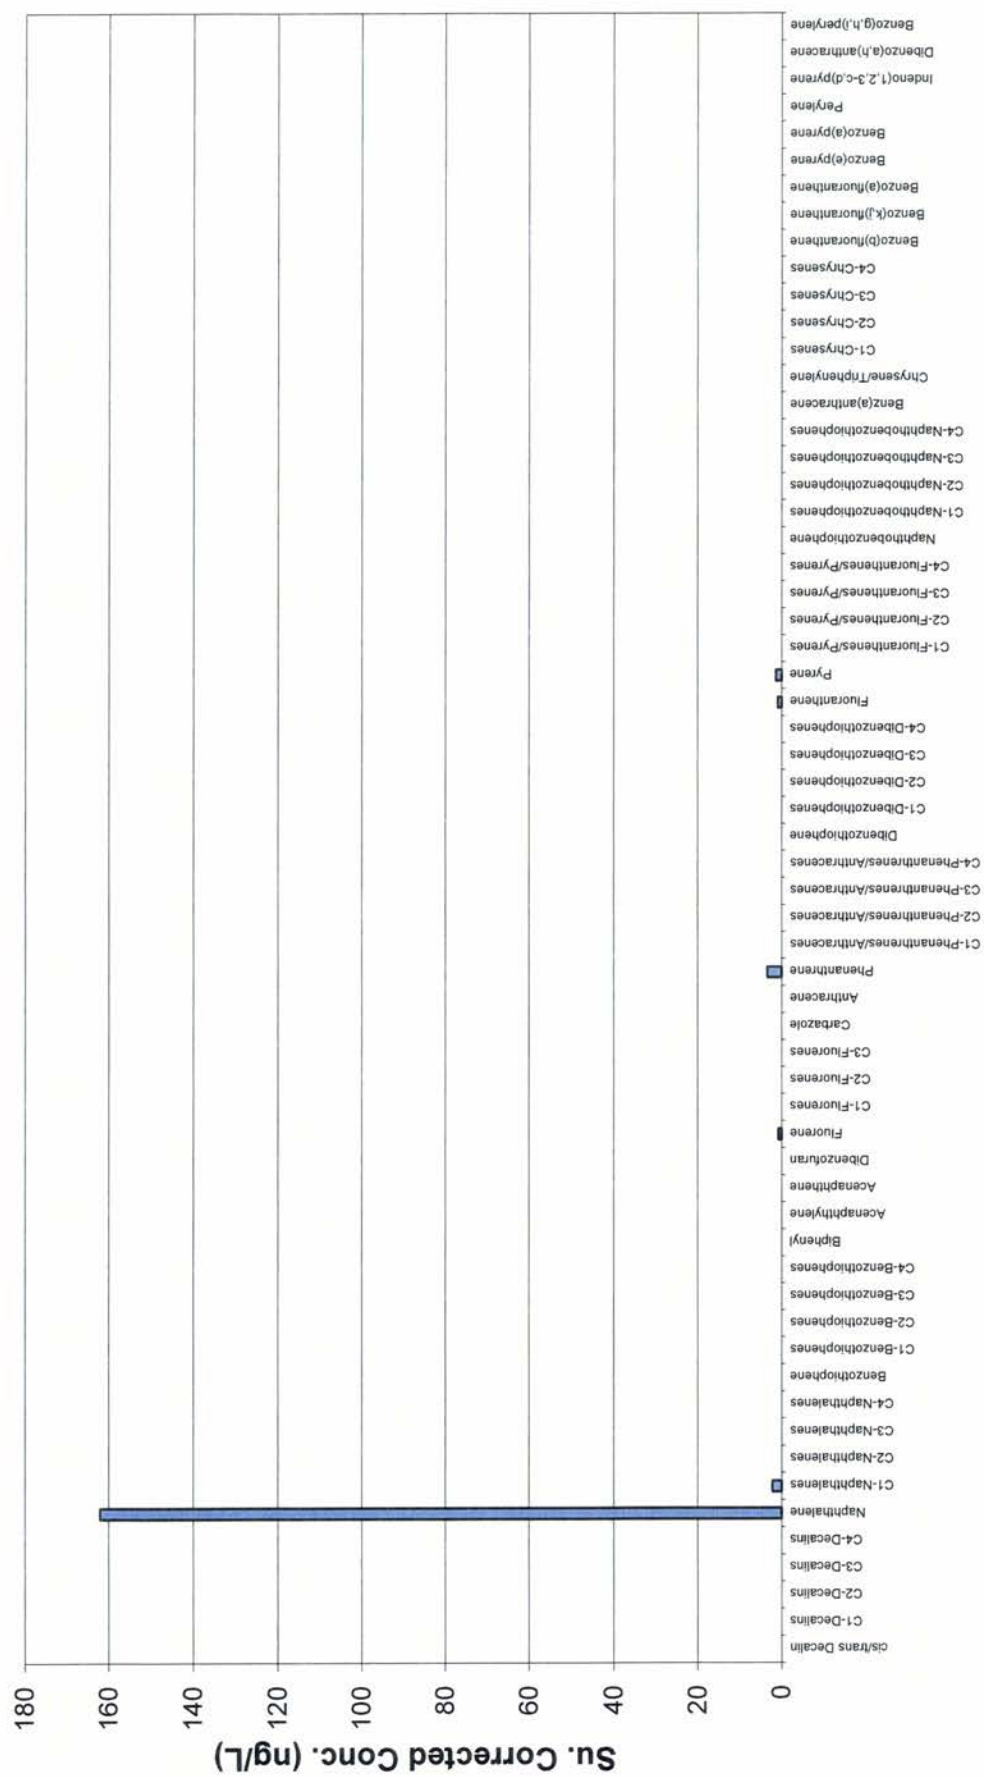 Su. Corrected Conc. (ng/L)
180
160
140
120
100
80
60
40
20
0
cis/trans Decalin
C1-Decalins
C2-Decalins
C3-Decalins
C4-Decalins
Naphthalene
C1-Naphthalenes
C2-Naphthalenes
C3-Naphthalenes
C4-Naphthalenes
Benzothiophene
C1-Benzothiophenes
C2-Benzothiophenes
C3-Benzothiophenes
C4-Benzothiophenes
Biphenyl
Acenaphthylene
Acenaphthene
Dibenzofuran
Fluorene
C1-Fluorenes
C2-Fluorenes
C3-Fluorenes
Carbazole
Anthracene
Phenanthrene
C1-Phenanthrenes/Anthracenes
C2-Phenanthrenes/Anthracenes
C3-Phenanthrenes/Anthracenes
C4-Phenanthrenes/Anthracenes
Dibenzothiophene
C1-Dibenzothiophenes
C2-Dibenzothiophenes
C3-Dibenzothiophenes
C4-Dibenzothiophenes
Fluoranthene
Pyrene
C1-Fluoranthenes/Pyrenes
C2-Fluoranthenes/Pyrenes
C3-Fluoranthenes/Pyrenes
C4-Fluoranthenes/Pyrenes
Naphthobenzothiophene
C1-Naphthobenzothiophenes
C2-Naphthobenzothiophenes
C3-Naphthobenzothiophenes
C4-Naphthobenzothiophenes
Benz(a)anthracene
Chrysene/Triphenylene
C1-Chrysenes
C2-Chrysenes
C3-Chrysenes
C4-Chrysenes
Benzo(b)fluoranthene
Benzo(k,j)fluoranthene
Benzo(a)fluoranthene
Benzo(e)pyrene
Benzo(a)pyrene
Perylene
Indeno(1,2,3-c,d)pyrene
Dibenzo(a,h)anthracene
Benzo(g,h,i)perylene